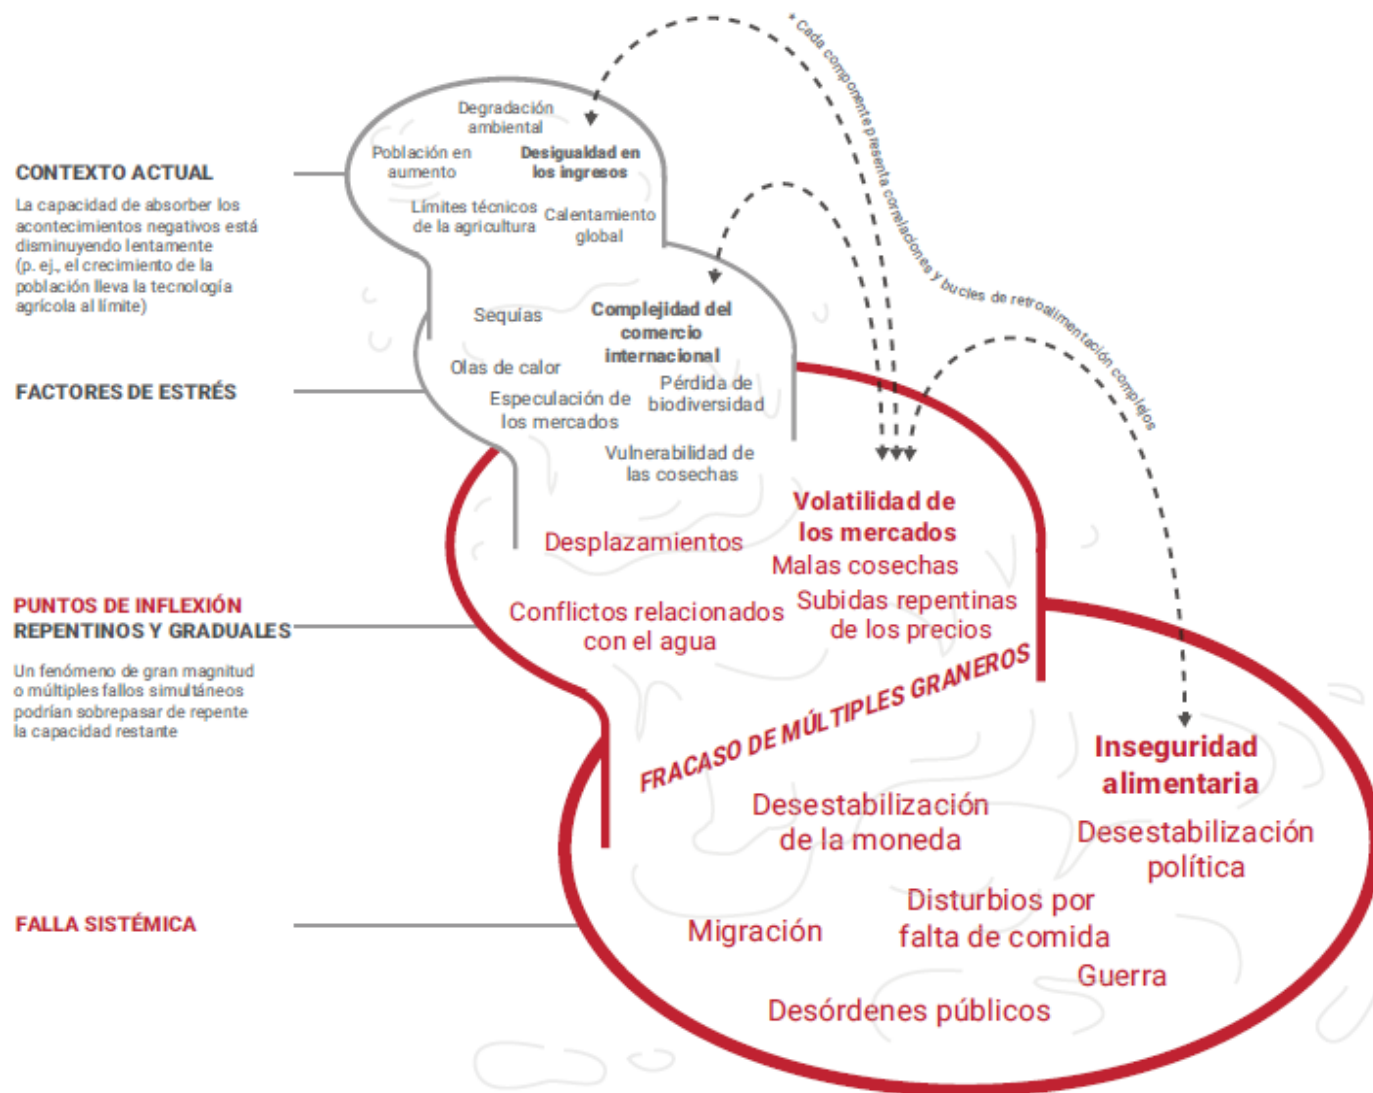 * Cada componente presenta correlaciones y bucles de retroalimentación complejos
CONTEXTO ACTUAL
La capacidad de absorber los
acontecimientos negativos está
disminuyendo lentamente
(p. ej., el crecimiento de la
población lleva la tecnología
agrícola al límite)
Degradación
ambiental
Población en
aumento
Desigualdad en
los ingresos
Límites técnicos
de la agricultura
Calentamiento
global
FACTORES DE ESTRÉS
Sequías
Complejidad del
comercio
internacional
Olas de calor
Pérdida de
biodiversidad
Especulación de
los mercados
Vulnerabilidad de
las cosechas
PUNTOS DE INFLEXIÓN
REPENTINOS Y GRADUALES
Un fenómeno de gran magnitud
o múltiples fallos simultáneos
podrían sobrepasar de repente
la capacidad restante
Volatilidad de
los mercados
Desplazamientos
Malas cosechas
Conflictos relacionados
con el agua
Subidas repentinas
de los precios
FRACASO DE MÚLTIPLES GRANEROS
FALLA SISTÉMICA
Inseguridad
alimentaria
Desestabilización
de la moneda
Desestabilización
política
Disturbios por
falta de comida
Migración
Guerra
Desórdenes públicos